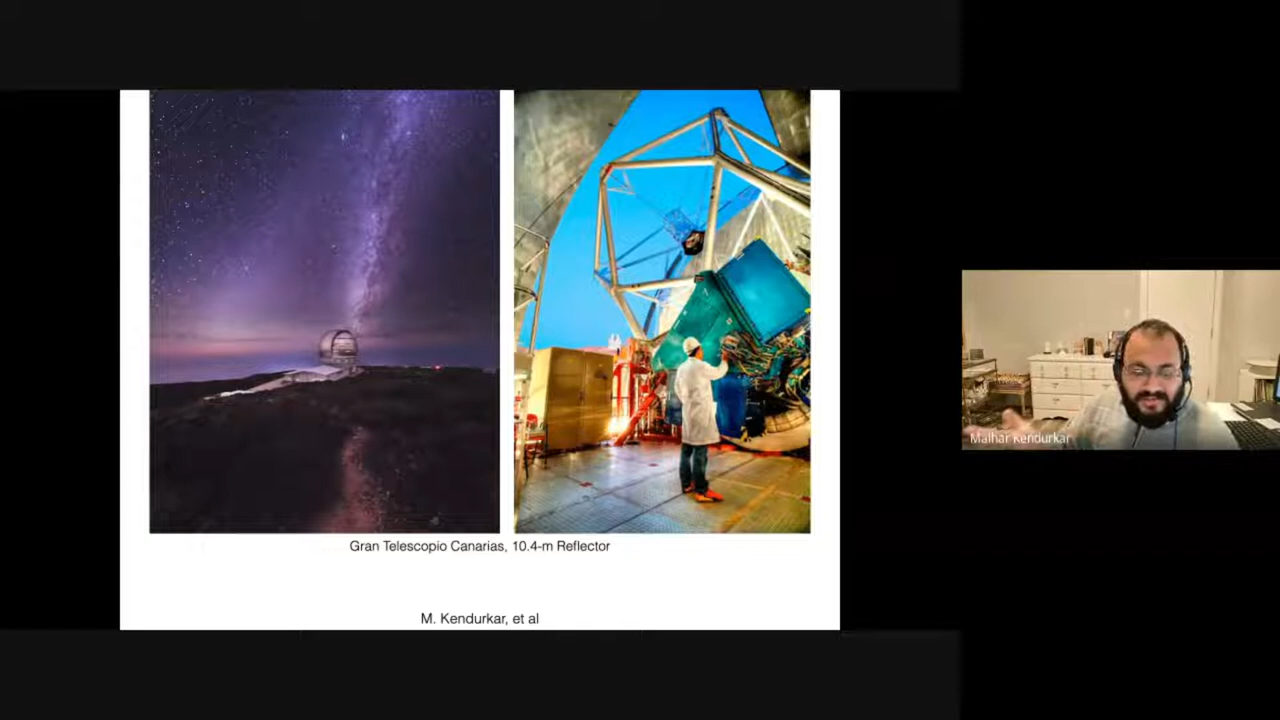 Gran Telescopio Canarias, 10.4-m Reflector
M. Kendurkar, et al
Malhar Kendurkar